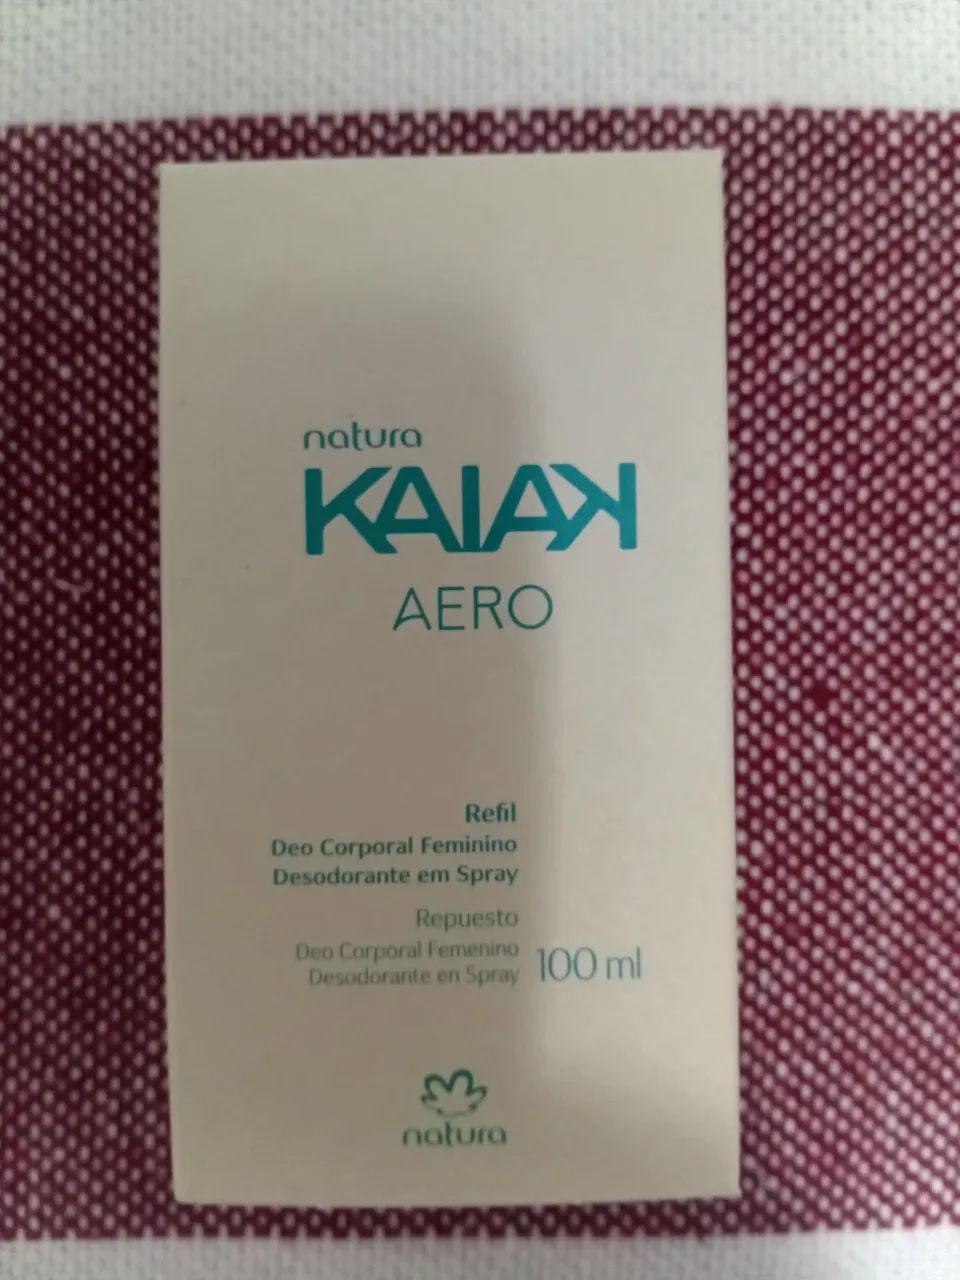 natura
KAIAK
AERO
Refil
Deo Corporal Feminino
Desodorante em Spray
Repuesto
Deo Corporal Femenino
Desodorante en Spray
100 ml
natura